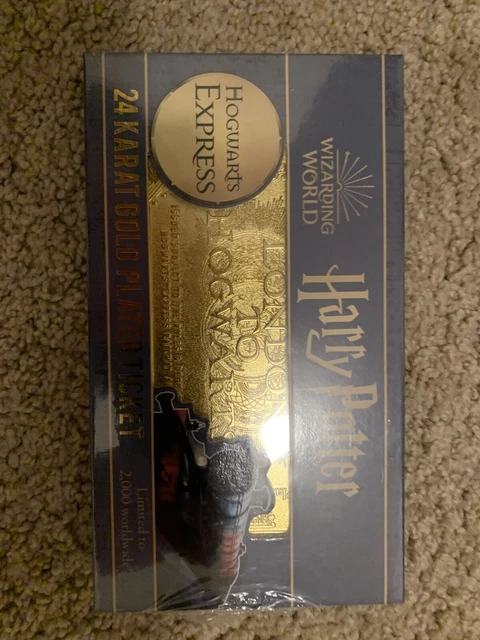 WIZARDING
WORLD
Harry Potter
HOGWARTS
EXPRESS
LONDON
TO
HOGWARTS
24 KARAT GOLD PLATED TICKET
Limited to
2,000 worldwide